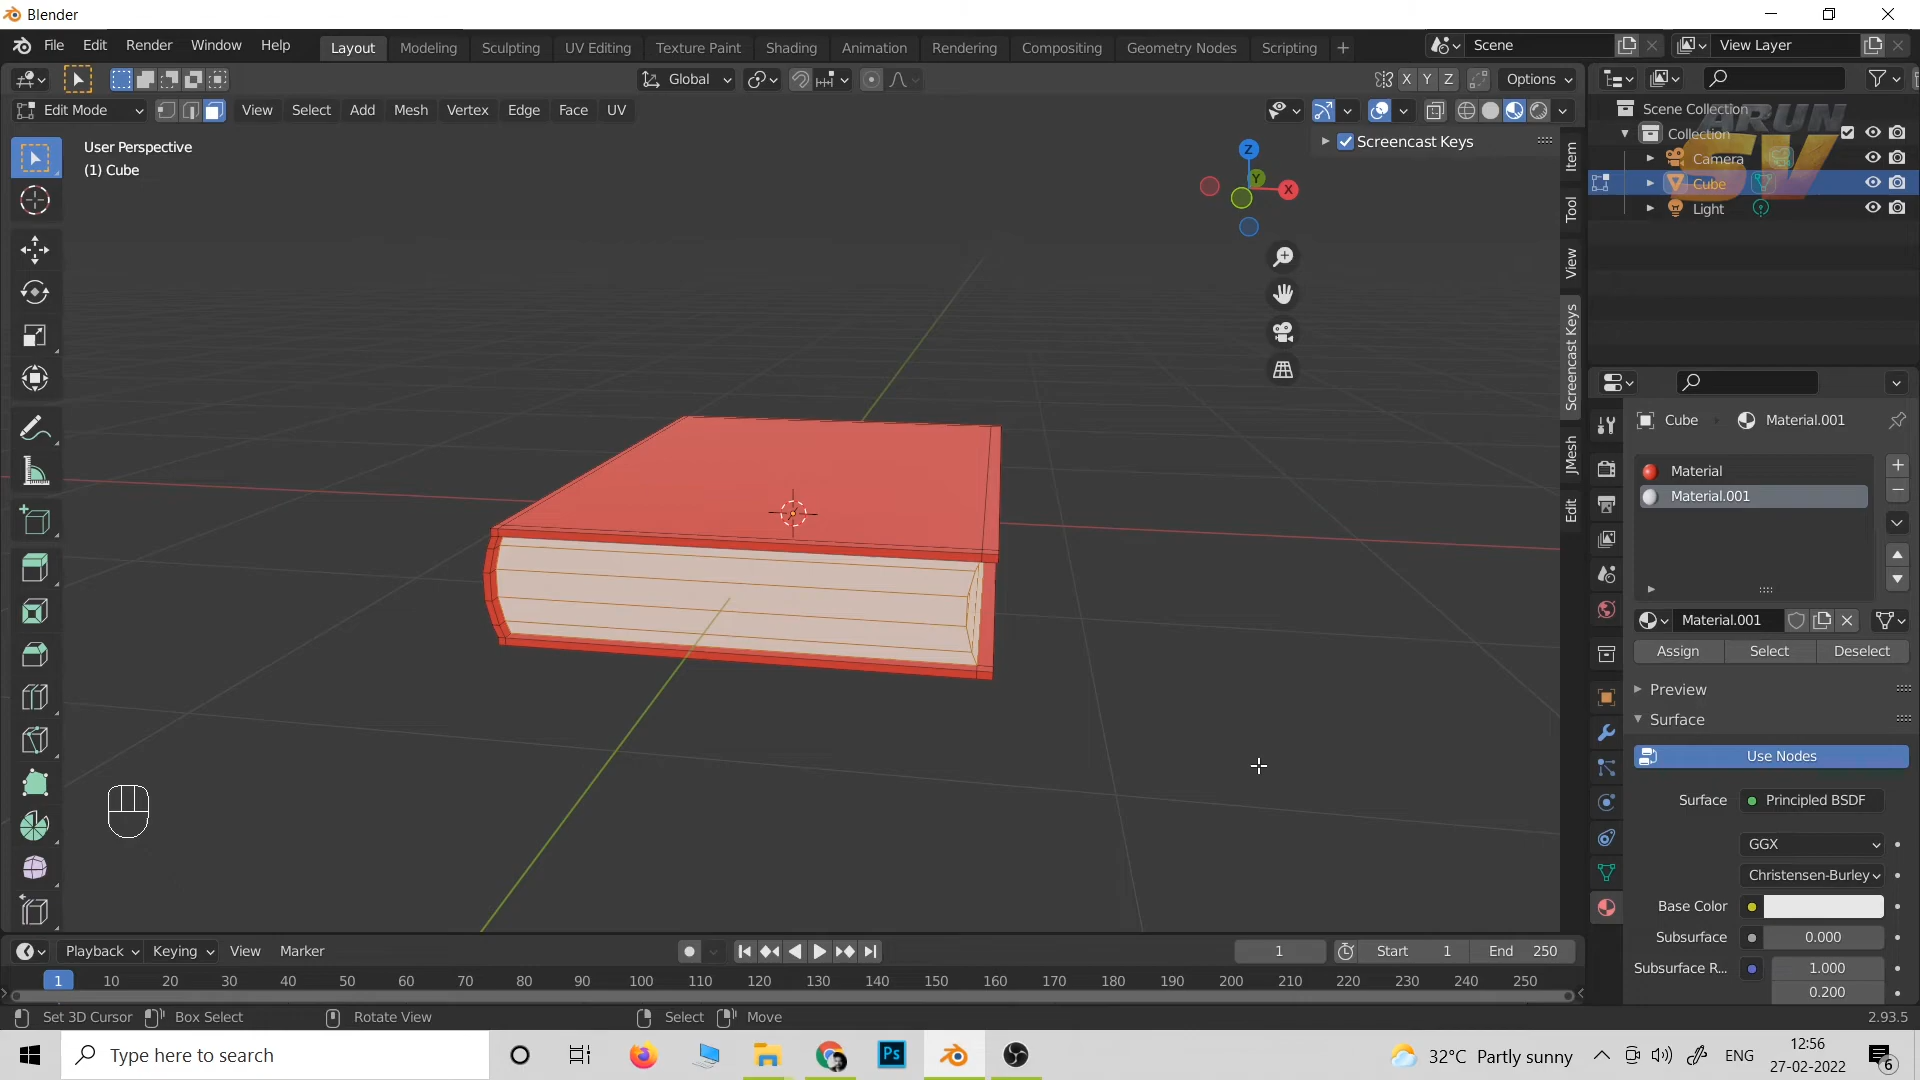 Blender
File Edit Render Window Help Layout Modeling Sculpting UV Editing Texture Paint Shading Animation Rendering Compositing Geometry Nodes Scripting + Scene View Layer
Global X Y Z Options
Edit Mode View Select Add Mesh Vertex Edge Face UV
User Perspective
(1) Cube
Screencast Keys
Z
Y
X
Item
Tool
View
Screencast Keys
JMesh
Edit
Scene Collection
Collection
Camera
Cube
Light
ARUN
SV
Cube Material.001
Material
Material.001
Material.001
Assign Select Deselect
Preview
Surface
Use Nodes
Surface Principled BSDF
GGX
Christensen-Burley
Base Color
Subsurface 0.000
Subsurface R... 1.000
0.200
Playback Keying View Marker 1 Start 1 End 250
1 10 20 30 40 50 60 70 80 90 100 110 120 130 140 150 160 170 180 190 200 210 220 230 240 250
Set 3D Cursor Box Select Rotate View Select Move 2.93.5
Type here to search Ps 32°C Partly sunny ENG 12:56
27-02-2022 6